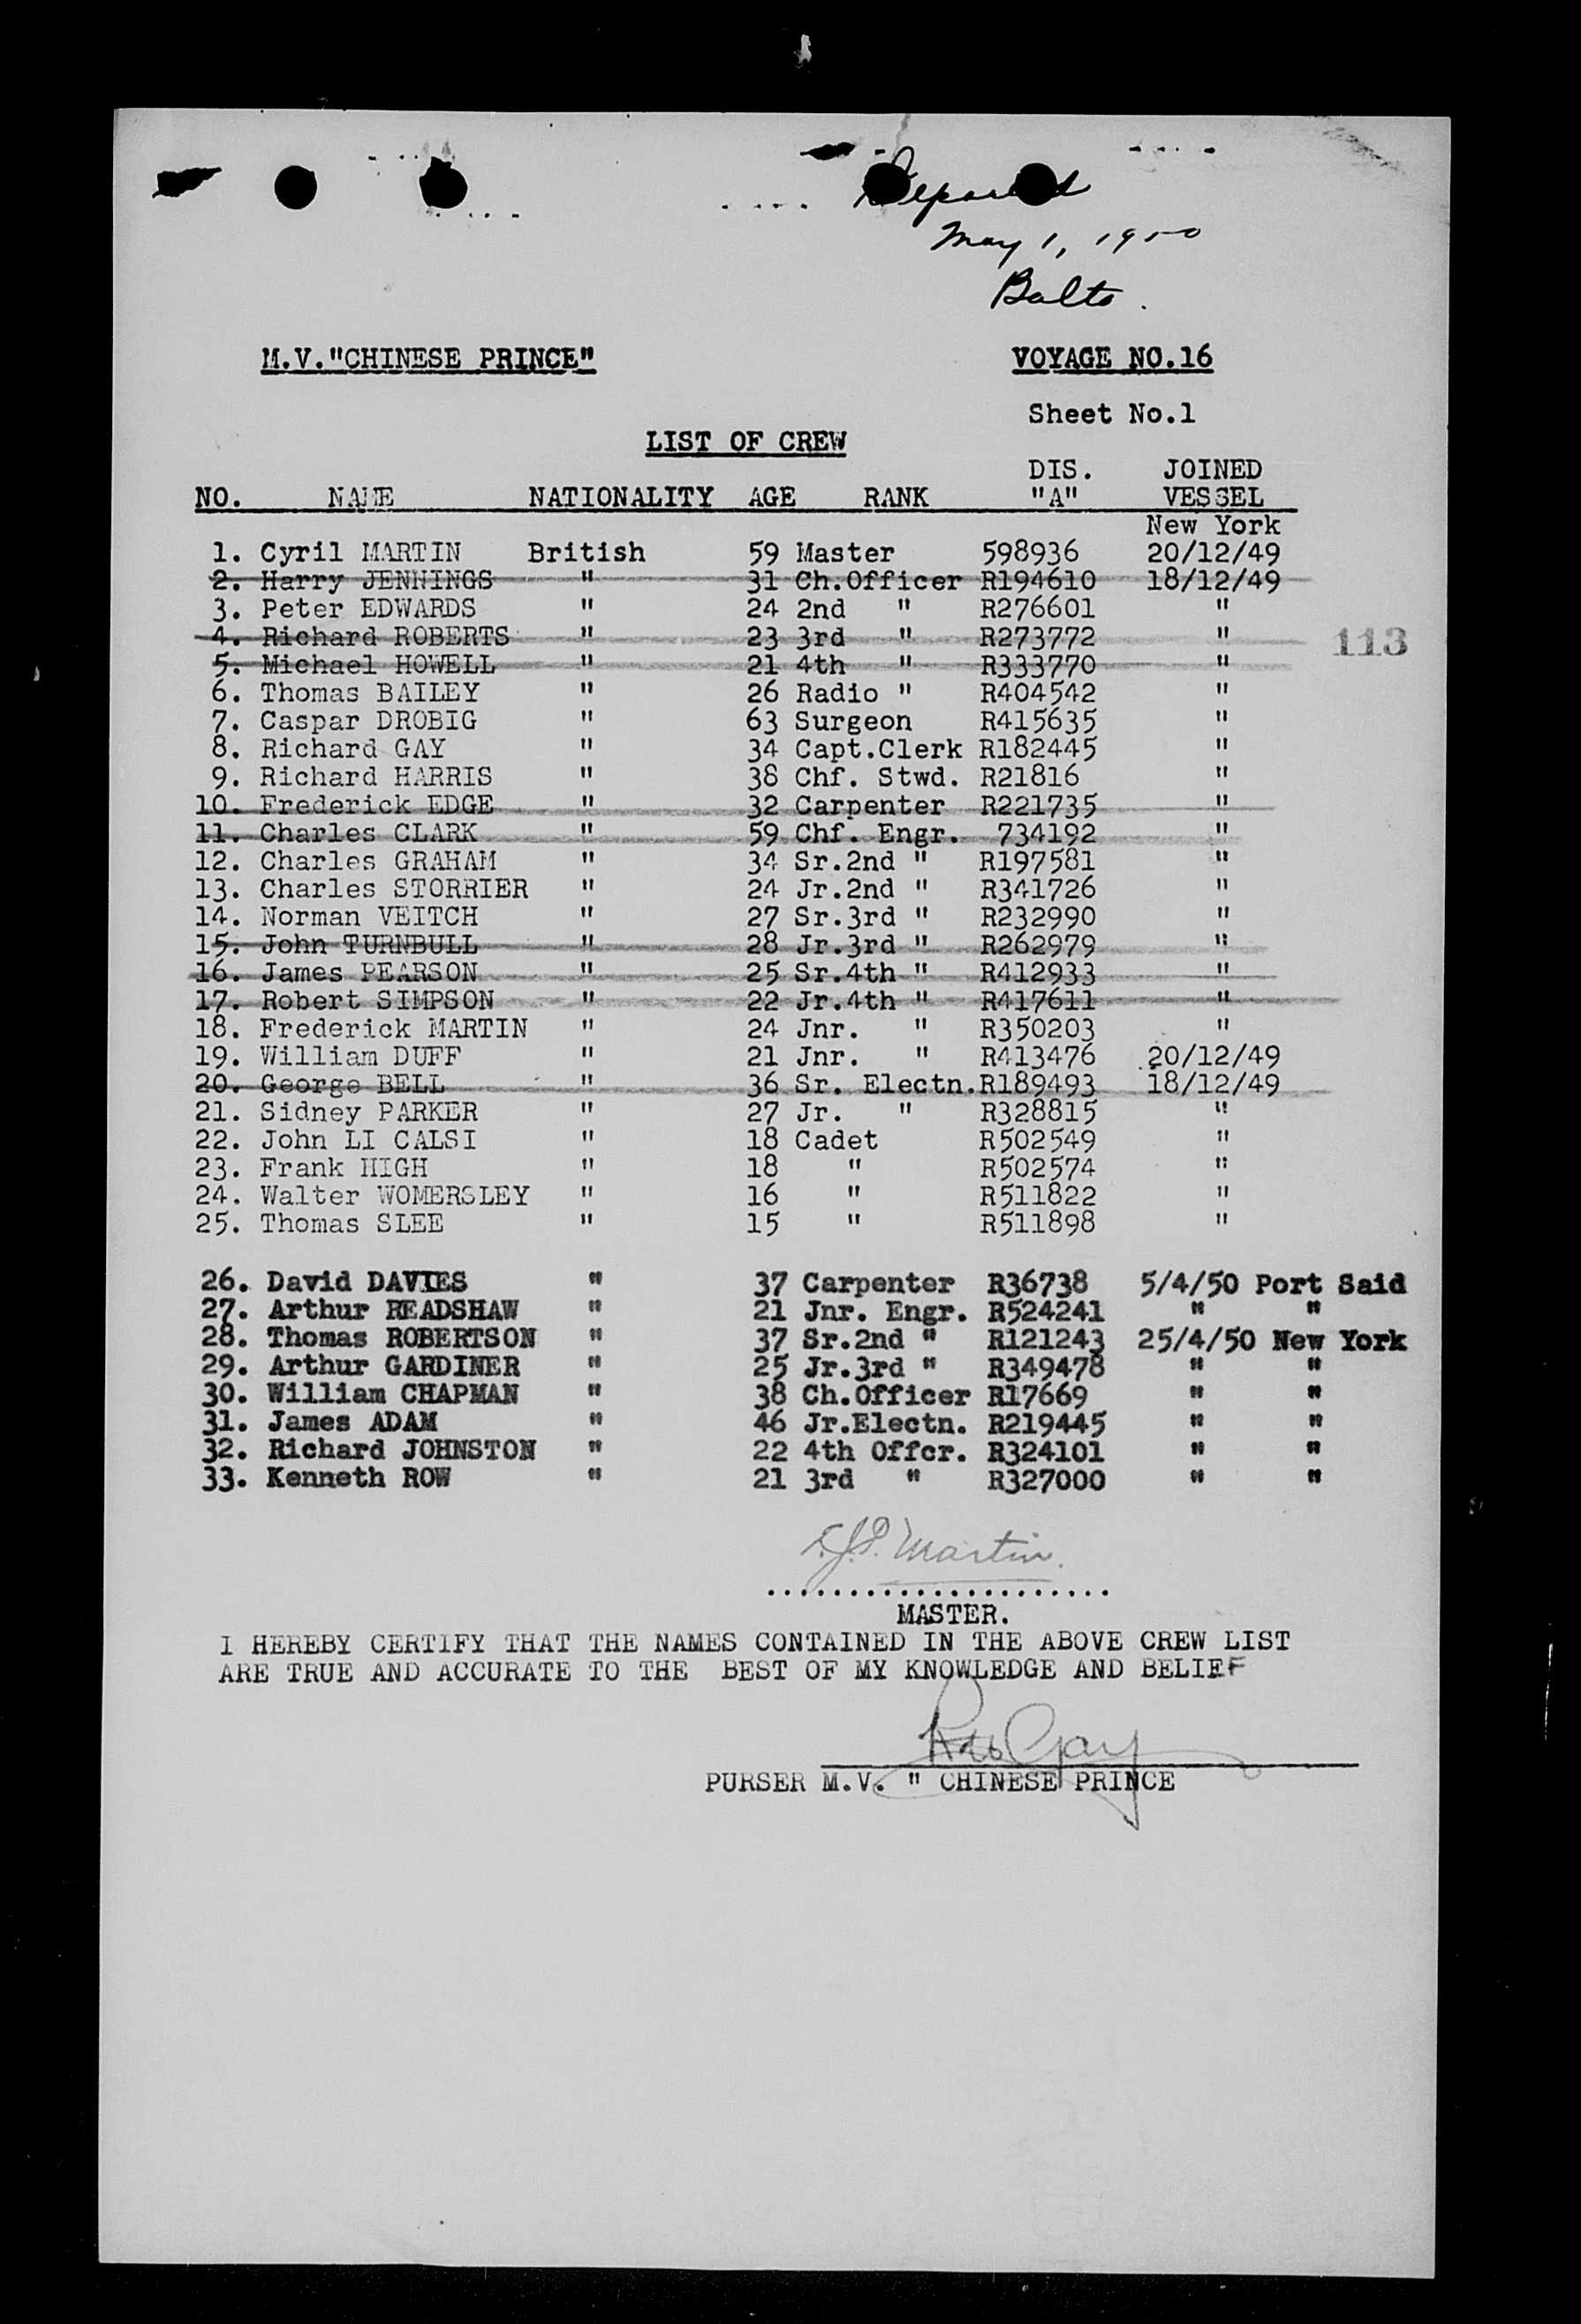 Departed
May 1, 1950
Balto.
M.V."CHINESE PRINCE" VOYAGE NO.16
Sheet No.1
LIST OF CREW
DIS. JOINED
NO. NAME NATIONALITY AGE RANK "A" VESSEL
New York
1. Cyril MARTIN British 59 Master 598936 20/12/49
2. Harry JENNINGS " 31 Ch.Officer R194610 18/12/49
3. Peter EDWARDS " 24 2nd " R276601 "
4. Richard ROBERTS " 23 3rd " R273772 "
113
5. Michael HOWELL " 21 4th " R333770 "
6. Thomas BAILEY " 26 Radio " R404542 "
7. Caspar DROBIG " 63 Surgeon R415635 "
8. Richard GAY " 34 Capt.Clerk R182445 "
9. Richard HARRIS " 38 Chf. Stwd. R21816 "
10. Frederick EDGE " 32 Carpenter R221735 "
11. Charles CLARK " 59 Chf. Engr. 734192 "
12. Charles GRAHAM " 34 Sr.2nd " R197581 "
13. Charles STORRIER " 24 Jr.2nd " R341726 "
14. Norman VEITCH " 27 Sr.3rd " R232990 "
15. John TURNBULL " 28 Jr.3rd " R262979 "
16. James PEARSON " 25 Sr.4th " R412933 "
17. Robert SIMPSON " 22 Jr.4th " R417611 "
18. Frederick MARTIN " 24 Jnr. " R350203 "
19. William DUFF " 21 Jnr. " R413476 20/12/49
20. George BELL " 36 Sr. Electn. R189493 18/12/49
21. Sidney PARKER " 27 Jr. " R328815 "
22. John LI CALSI " 18 Cadet R502549 "
23. Frank HIGH " 18 " R502574 "
24. Walter WOMERSLEY " 16 " R511822 "
25. Thomas SLEE " 15 " R511898 "
26. David DAVIES " 37 Carpenter R36738 5/4/50 Port Said
27. Arthur READSHAW " 21 Jnr. Engr. R524241 " "
28. Thomas ROBERTSON " 37 Sr.2nd " R121243 25/4/50 New York
29. Arthur GARDINER " 25 Jr.3rd " R349478 " "
30. William CHAPMAN " 38 Ch.Officer R17669 " "
31. James ADAM " 46 Jr.Electn. R219445 " "
32. Richard JOHNSTON " 22 4th Offcr. R324101 " "
33. Kenneth ROW " 21 3rd " R327000 " "
Martin.
MASTER.
I HEREBY CERTIFY THAT THE NAMES CONTAINED IN THE ABOVE CREW LIST
ARE TRUE AND ACCURATE TO THE BEST OF MY KNOWLEDGE AND BELIEF
Gay
PURSER M.V. " CHINESE PRINCE